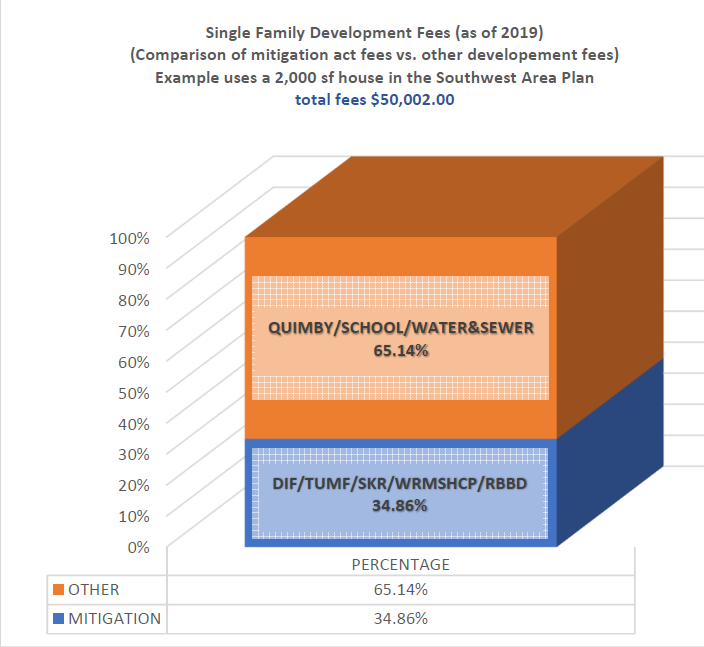 Single Family Development Fees (as of 2019)
(Comparison of mitigation act fees vs. other developement fees)
Example uses a 2,000 sf house in the Southwest Area Plan
total fees $50,002.00
100%
90%
80%
70%
60%
50%
40%
30%
20%
10%
0%
QUIMBY/SCHOOL/WATER&SEWER
65.14%
DIF/TUMF/SKR/WRMSHCP/RBBD
34.86%
PERCENTAGE
OTHER 65.14%
MITIGATION 34.86%